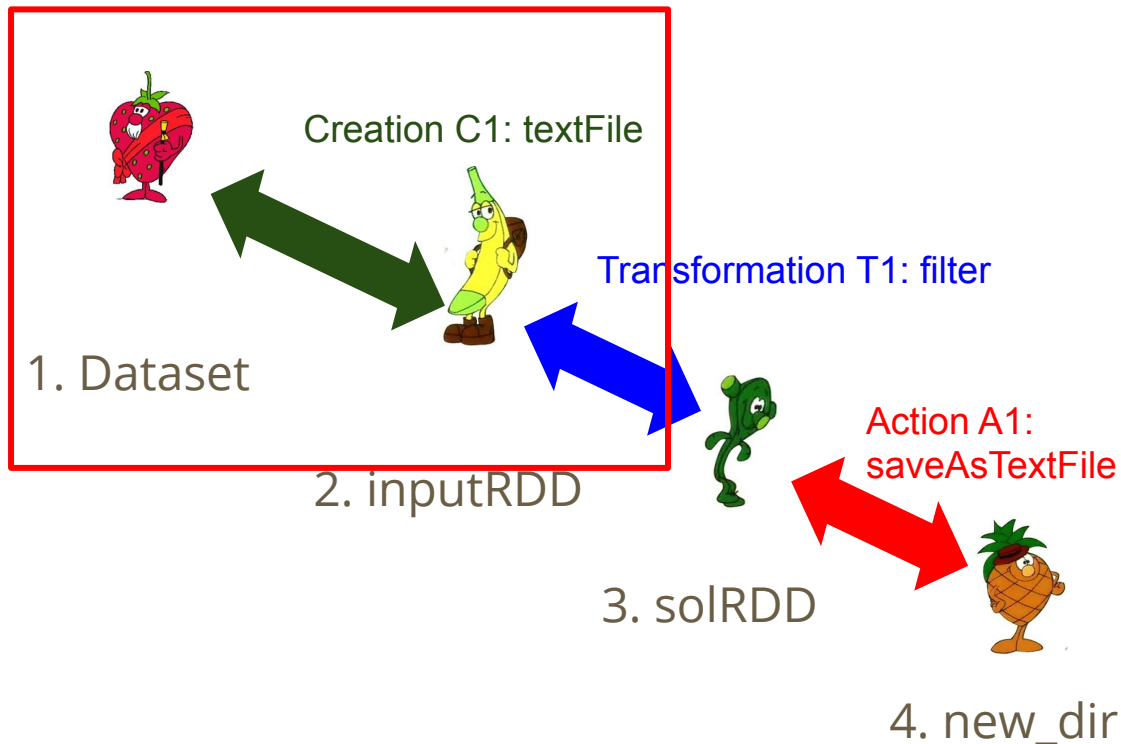 Creation C1: textFile
Transformation T1: filter
1. Dataset
Action A1:
saveAsTextFile
2. inputRDD
3. solRDD
4. new_dir